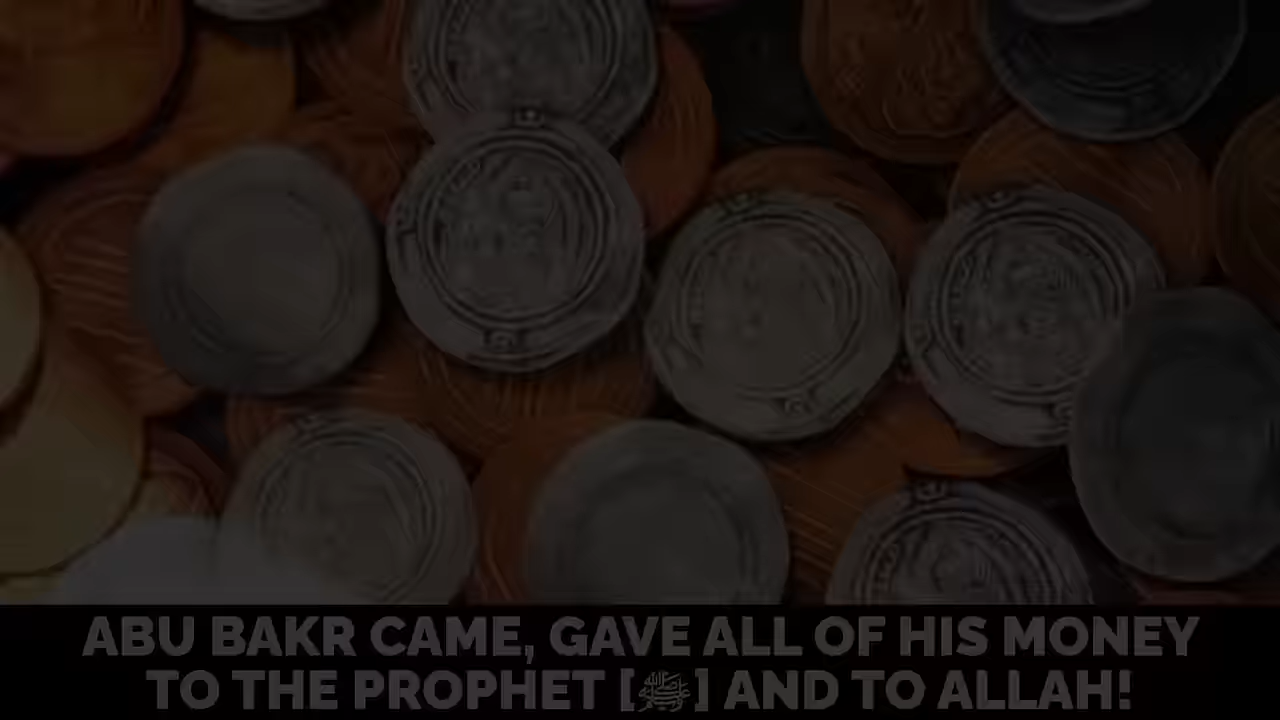 ABU BAKR CAME, GAVE ALL OF HIS MONEY
TO THE PROPHET [ﷺ] AND TO ALLAH!